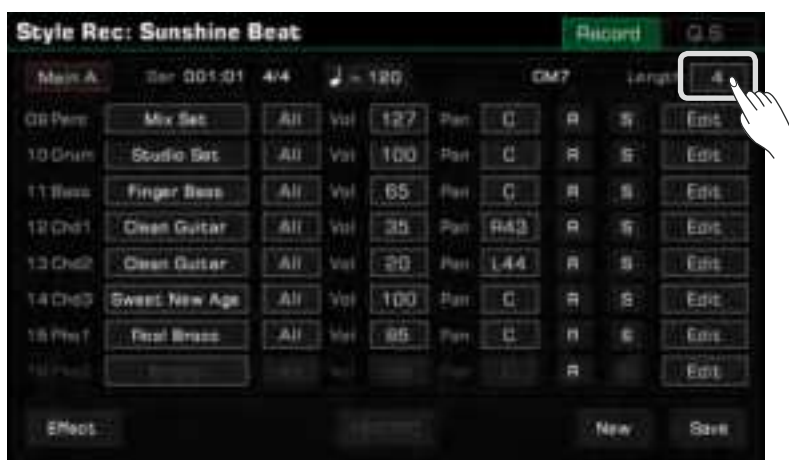 Style Rec: Sunshine Beat Record Q.S
Main A Bar 001:01 4/4 = 120 CM7 Length 4
09 Perc Mix Set All Vol 127 Pan C R S Edit
10 Drum Studio Set All Vol 100 Pan C R S Edit
11 Bass Finger Bass All Vol 65 Pan C R S Edit
12 Chd1 Clean Guitar All Vol 35 Pan R43 R S Edit
13 Chd2 Clean Guitar All Vol 20 Pan L44 R S Edit
14 Chd3 Sweet New Age All Vol 100 Pan C R S Edit
15 Pha1 Real Brass All Vol 85 Pan C R S Edit
R Edit
Effect New Save